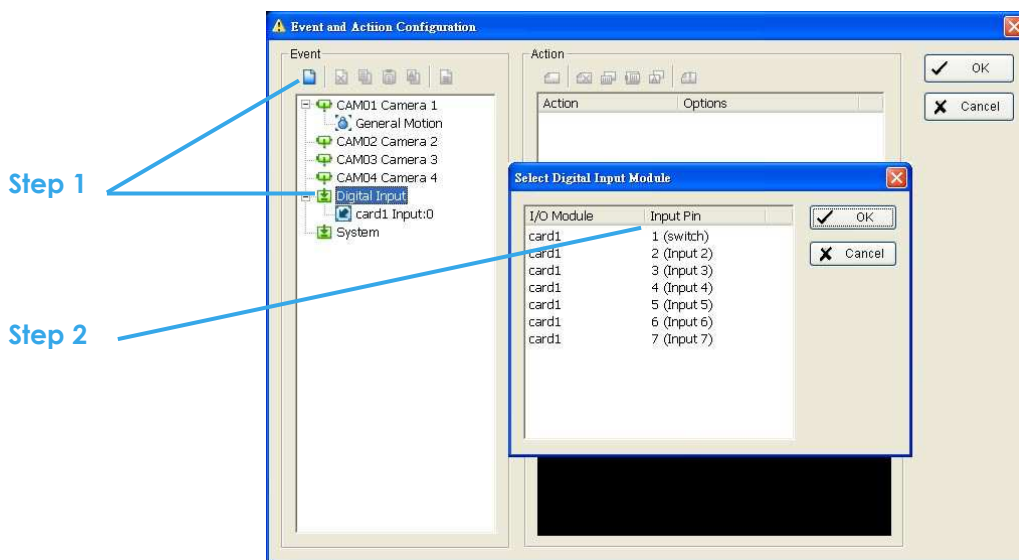 Event and Actiion Configuration
Event
Action
OK
Cancel
CAM01 Camera 1
General Motion
CAM02 Camera 2
CAM03 Camera 3
CAM04 Camera 4
Digital Input
card1 Input:0
System
Action Options
Step 1
Step 2
Select Digital Input Module
I/O Module Input Pin
card1 1 (switch)
card1 2 (Input 2)
card1 3 (Input 3)
card1 4 (Input 4)
card1 5 (Input 5)
card1 6 (Input 6)
card1 7 (Input 7)
OK
Cancel